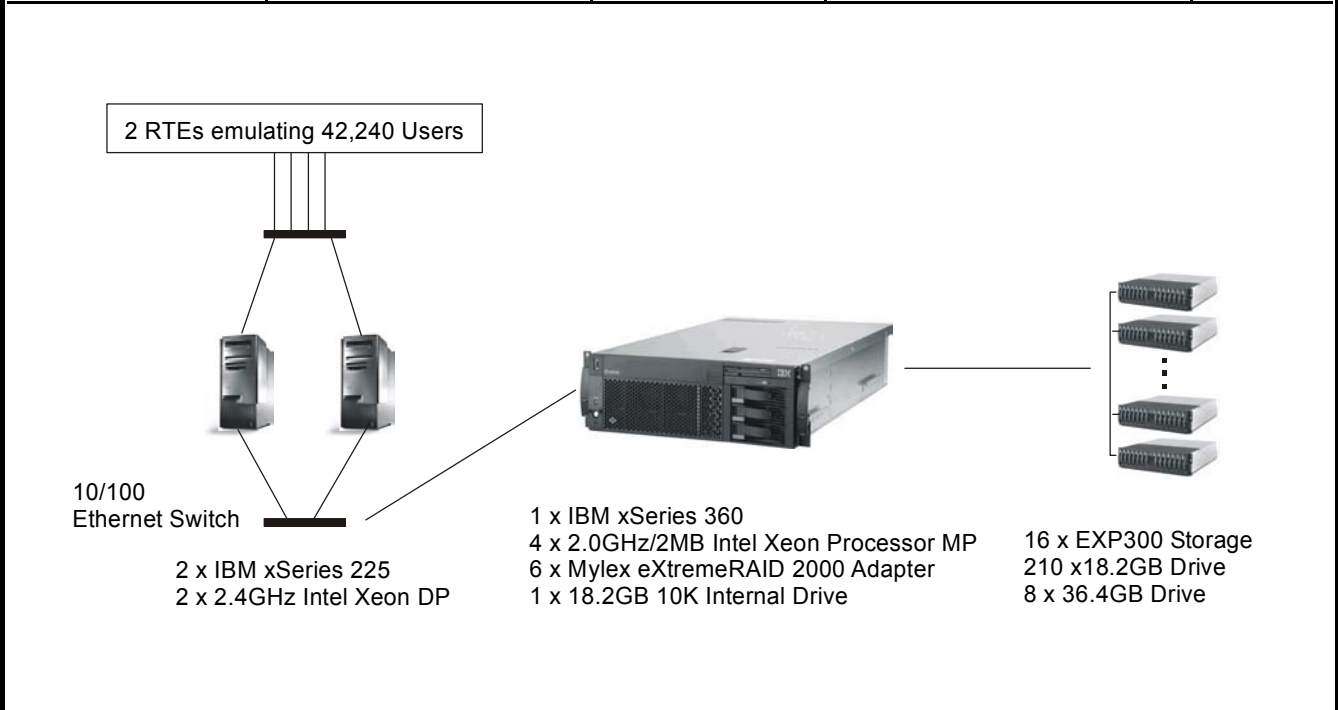 2 RTEs emulating 42,240 Users
10/100
Ethernet Switch
2 x IBM xSeries 225
2 x 2.4GHz Intel Xeon DP
IBM
1 x IBM xSeries 360
4 x 2.0GHz/2MB Intel Xeon Processor MP
6 x Mylex eXtremeRAID 2000 Adapter
1 x 18.2GB 10K Internal Drive
16 x EXP300 Storage
210 x18.2GB Drive
8 x 36.4GB Drive